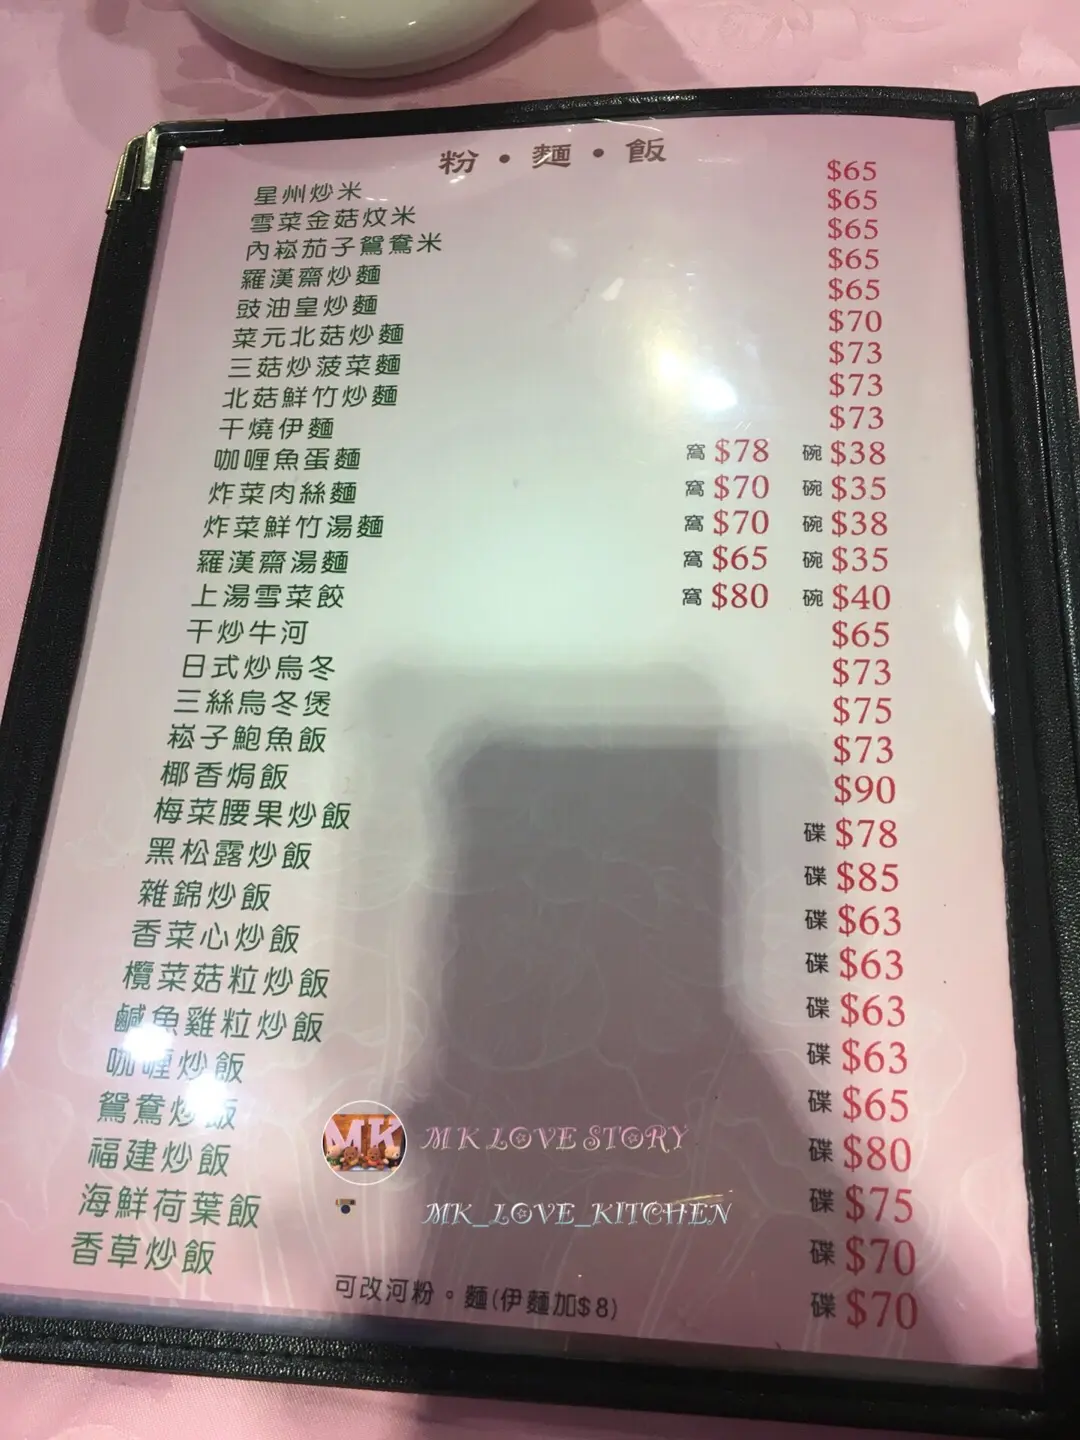 粉·麵·飯
星州炒米 $65
雪菜金菇炆米 $65
內崧茄子鴛鴦米 $65
羅漢齋炒麵 $65
豉油皇炒麵 $65
菜元北菇炒麵 $70
三菇炒菠菜麵 $73
北菇鮮竹炒麵 $73
干燒伊麵 $73
咖喱魚蛋麵 窩 $78 碗 $38
炸菜肉絲麵 窩 $70 碗 $35
炸菜鮮竹湯麵 窩 $70 碗 $38
羅漢齋湯麵 窩 $65 碗 $35
上湯雪菜餃 窩 $80 碗 $40
干炒牛河 $65
日式炒烏冬 $73
三絲烏冬煲 $75
崧子鮑魚飯 $73
椰香焗飯 $90
梅菜腰果炒飯 碟 $78
黑松露炒飯 碟 $85
雜錦炒飯 碟 $63
香菜心炒飯 碟 $63
欖菜菇粒炒飯 碟 $63
鹹魚雞粒炒飯 碟 $63
咖喱炒飯 碟 $65
鴛鴦炒飯 碟 $80
福建炒飯 碟 $75
海鮮荷葉飯 碟 $70
香草炒飯 碟 $70
MK
MK LOVE STORY
MK_LOVE_KITCHEN
可改河粉。麵(伊麵加$8)